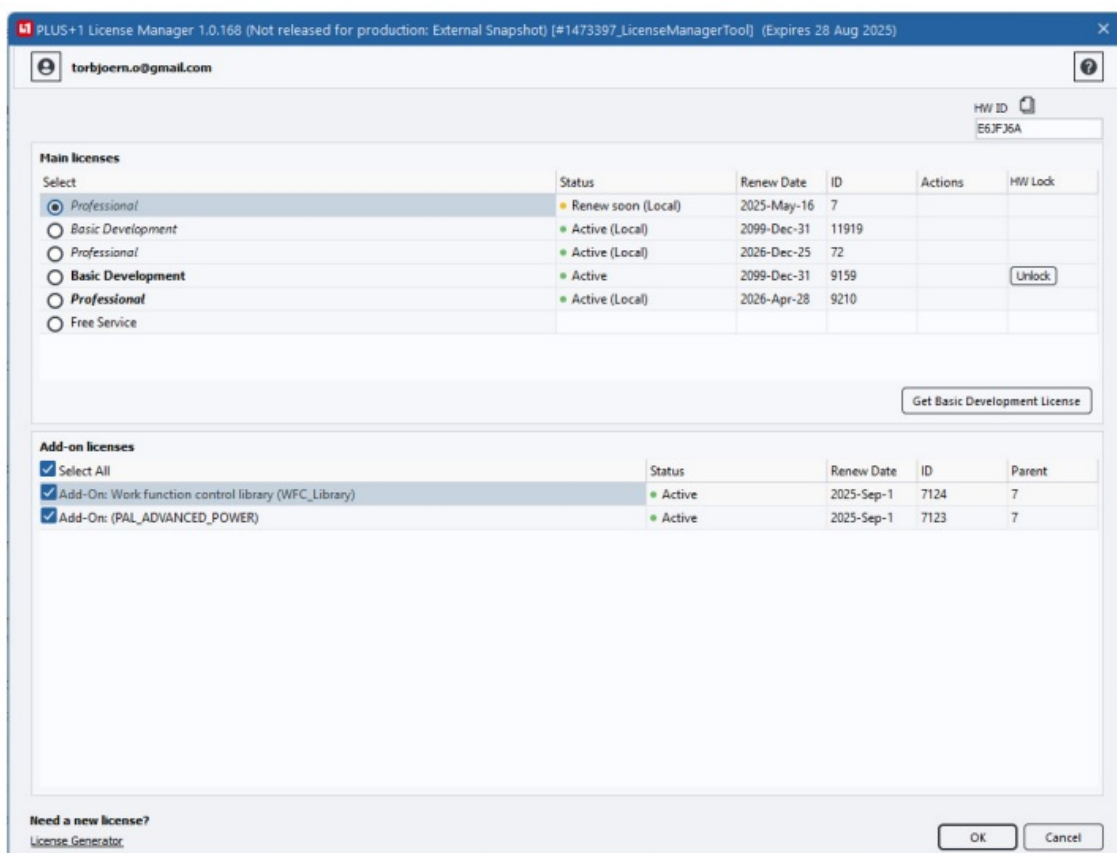 PLUS+1 License Manager 1.0.168 (Not released for production: External Snapshot) [#1473397_LicenseManagerTool] (Expires 28 Aug 2025)
torbjoern.o@gmail.com
HW ID
E6JFJ6A
Main licenses
Select Status Renew Date ID Actions HW Lock
Professional Renew soon (Local) 2025-May-16 7
Basic Development Active (Local) 2099-Dec-31 11919
Professional Active (Local) 2026-Dec-25 72
Basic Development Active 2099-Dec-31 9159 Unlock
Professional Active (Local) 2026-Apr-28 9210
Free Service
Get Basic Development License
Add-on licenses
Select All Status Renew Date ID Parent
Add-On: Work function control library (WFC_Library) Active 2025-Sep-1 7124 7
Add-On: (PAL_ADVANCED_POWER) Active 2025-Sep-1 7123 7
Need a new license?
License Generator
OK Cancel